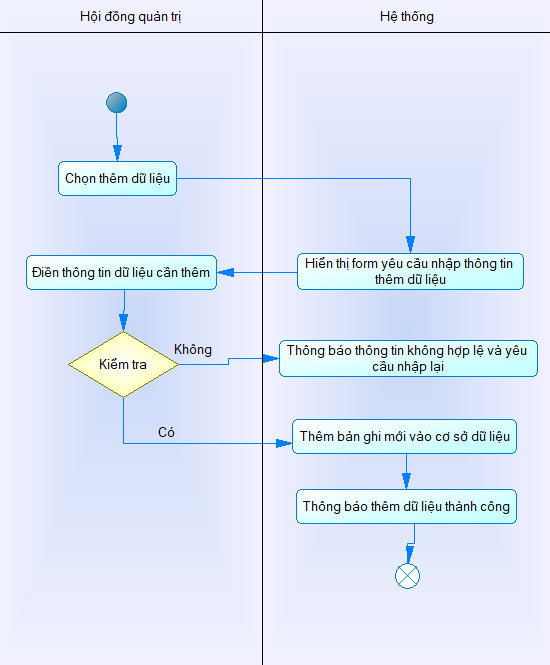 Hội đồng quản trị
Hệ thống
Chọn thêm dữ liệu
Hiển thị form yêu cầu nhập thông tin
thêm dữ liệu
Điền thông tin dữ liệu cần thêm
Kiểm tra
Không
Thông báo thông tin không hợp lệ và yêu
cầu nhập lại
Có
Thêm bản ghi mới vào cơ sở dữ liệu
Thông báo thêm dữ liệu thành công